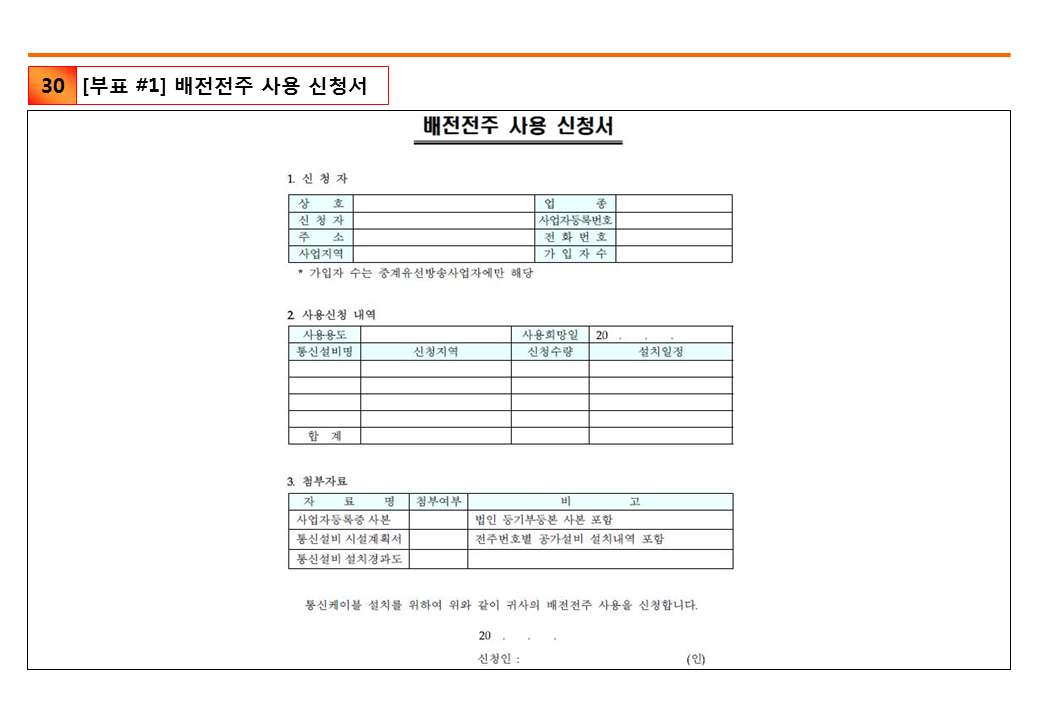 30 [부표 #1] 배전전주 사용 신청서
배전전주 사용 신청서
1. 신 청 자
상 호 업 종
신 청 자 사업자등록번호
주 소 전 화 번 호
사업지역 가 입 자 수
* 가입자 수는 중계유선방송사업자에만 해당
2. 사용신청 내역
사용용도 사용희망일 20 . . .
통신설비명 신청지역 신청수량 설치일정
합 계
3. 첨부자료
자 료 명 첨부여부 비 고
사업자등록증 사본 법인 등기부등본 사본 포함
통신설비 시설계획서 전주번호별 공가설비 설치내역 포함
통신설비 설치경과도
통신케이블 설치를 위하여 위와 같이 귀사의 배전전주 사용을 신청합니다.
20 . . .
신청인 : (인)